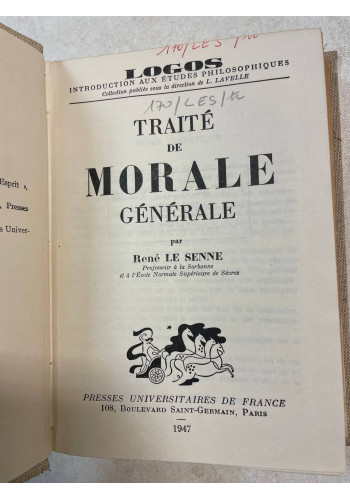 170/LES
LOGOS
INTRODUCTION AUX ÉTUDES PHILOSOPHIQUES
Collection publiée sous la direction de L. LAVELLE
170/LES/
TRAITÉ
DE
MORALE
GÉNÉRALE
par
René LE SENNE
Professeur à la Sorbonne
et à l'École Normale Supérieure de Sèvres
PRESSES UNIVERSITAIRES DE FRANCE
108, BOULEVARD SAINT-GERMAIN, PARIS
1947
Esprit »,
, Presses
s Univer-